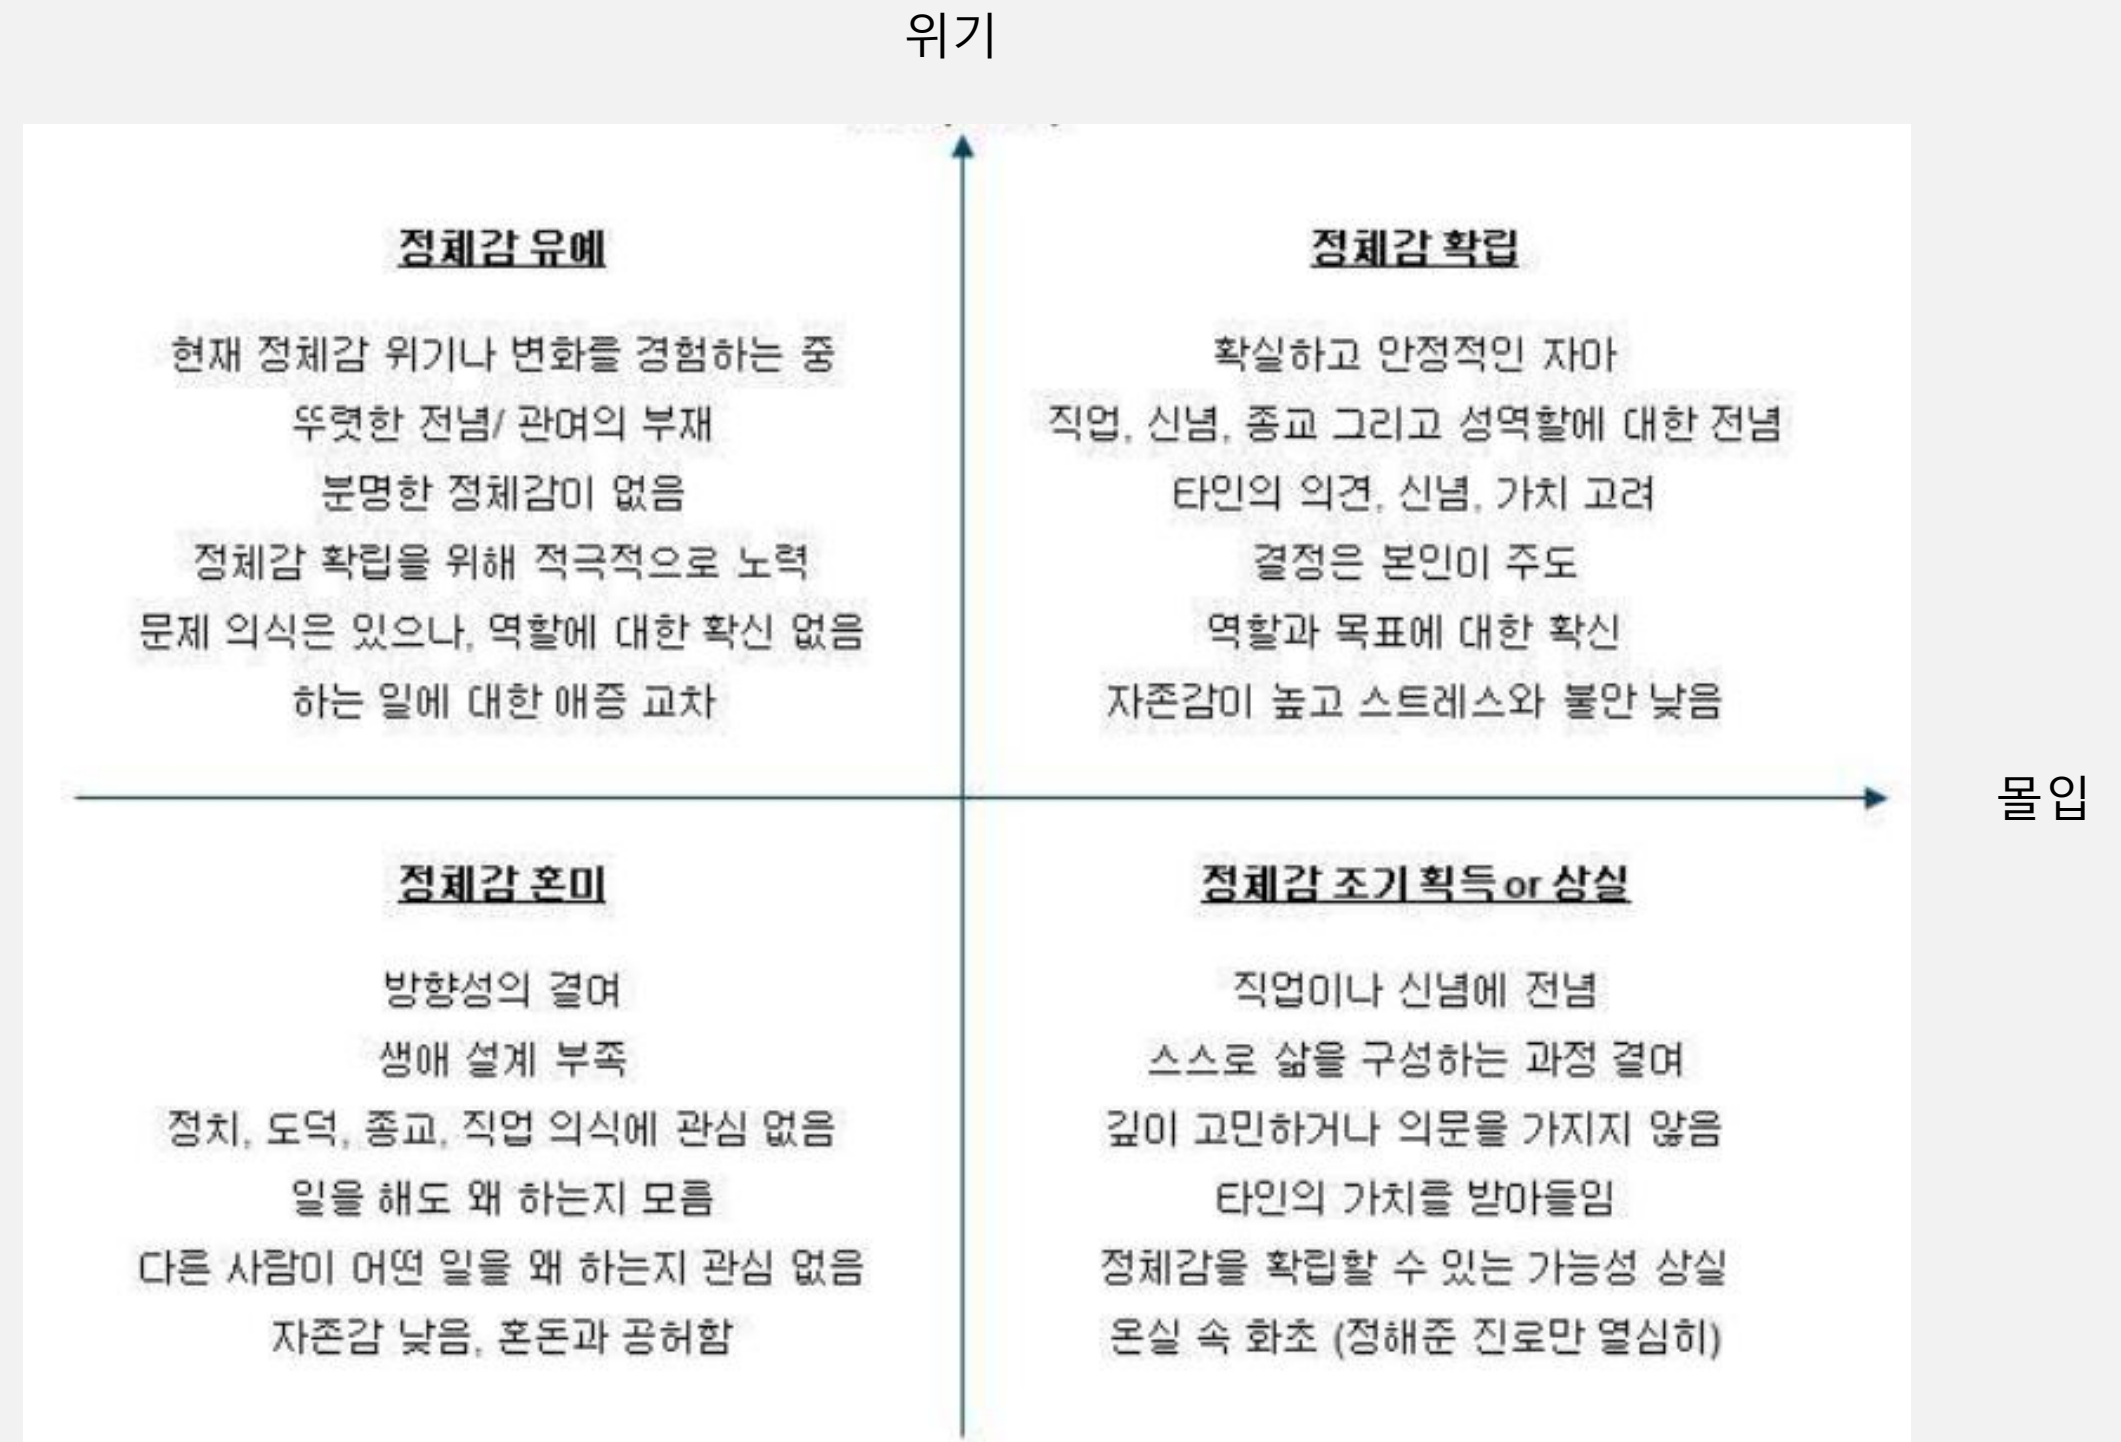 위기
정체감 유예
현재 정체감 위기나 변화를 경험하는 중
뚜렷한 전념/ 관여의 부재
분명한 정체감이 없음
정체감 확립을 위해 적극적으로 노력
문제 의식은 있으나, 역할에 대한 확신 없음
하는 일에 대한 애증 교차
정체감 확립
확실하고 안정적인 자아
직업, 신념, 종교 그리고 성역할에 대한 전념
타인의 의견, 신념, 가치 고려
결정은 본인이 주도
역할과 목표에 대한 확신
자존감이 높고 스트레스와 불안 낮음
몰입
정체감 혼미
방향성의 결여
생애 설계 부족
정치, 도덕, 종교, 직업 의식에 관심 없음
일을 해도 왜 하는지 모름
다른 사람이 어떤 일을 왜 하는지 관심 없음
자존감 낮음, 혼돈과 공허함
정체감 조기 획득 or 상실
직업이나 신념에 전념
스스로 삶을 구성하는 과정 결여
깊이 고민하거나 의문을 가지지 않음
타인의 가치를 받아들임
정체감을 확립할 수 있는 가능성 상실
온실 속 화초 (정해준 진로만 열심히)